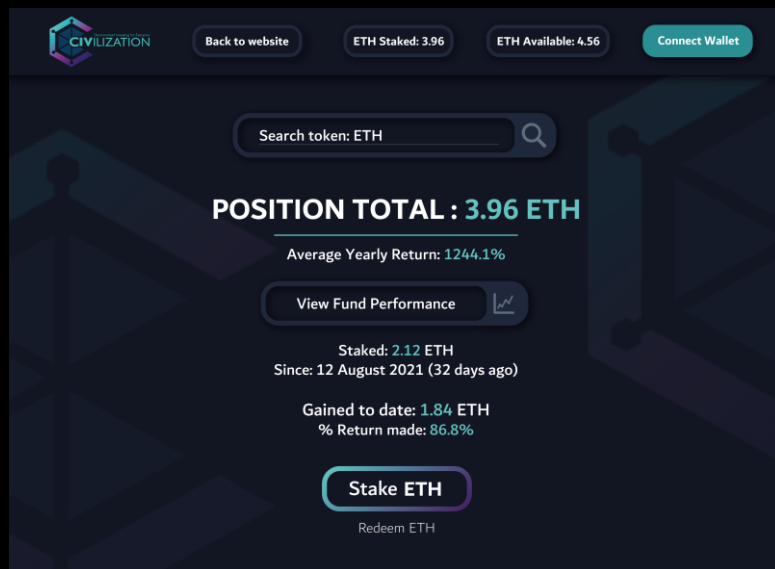 CIVILIZATION
Back to website
ETH Staked: 3.96
ETH Available: 4.56
Connect Wallet
Search token: ETH
POSITION TOTAL : 3.96 ETH
Average Yearly Return: 1244.1%
View Fund Performance
Staked: 2.12 ETH
Since: 12 August 2021 (32 days ago)
Gained to date: 1.84 ETH
% Return made: 86.8%
Stake ETH
Redeem ETH